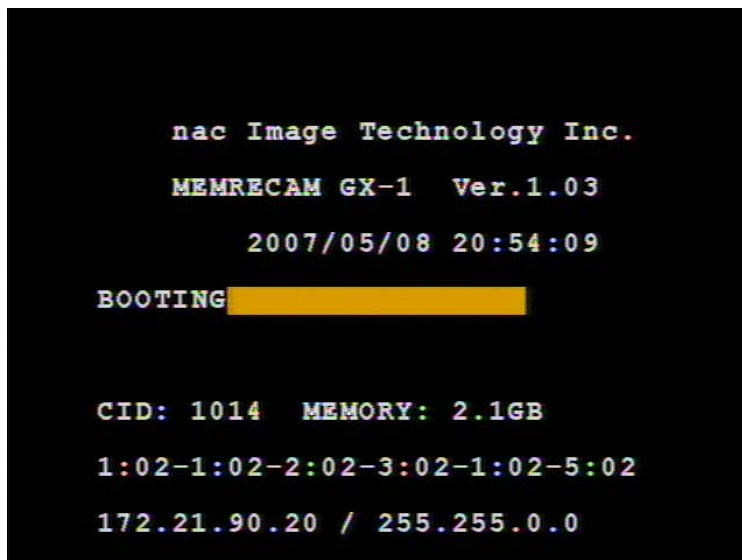 nac Image Technology Inc.
MEMRECAM GX-1 Ver.1.03
2007/05/08 20:54:09
BOOTING
CID: 1014 MEMORY: 2.1GB
1:02-1:02-2:02-3:02-1:02-5:02
172.21.90.20 / 255.255.0.0